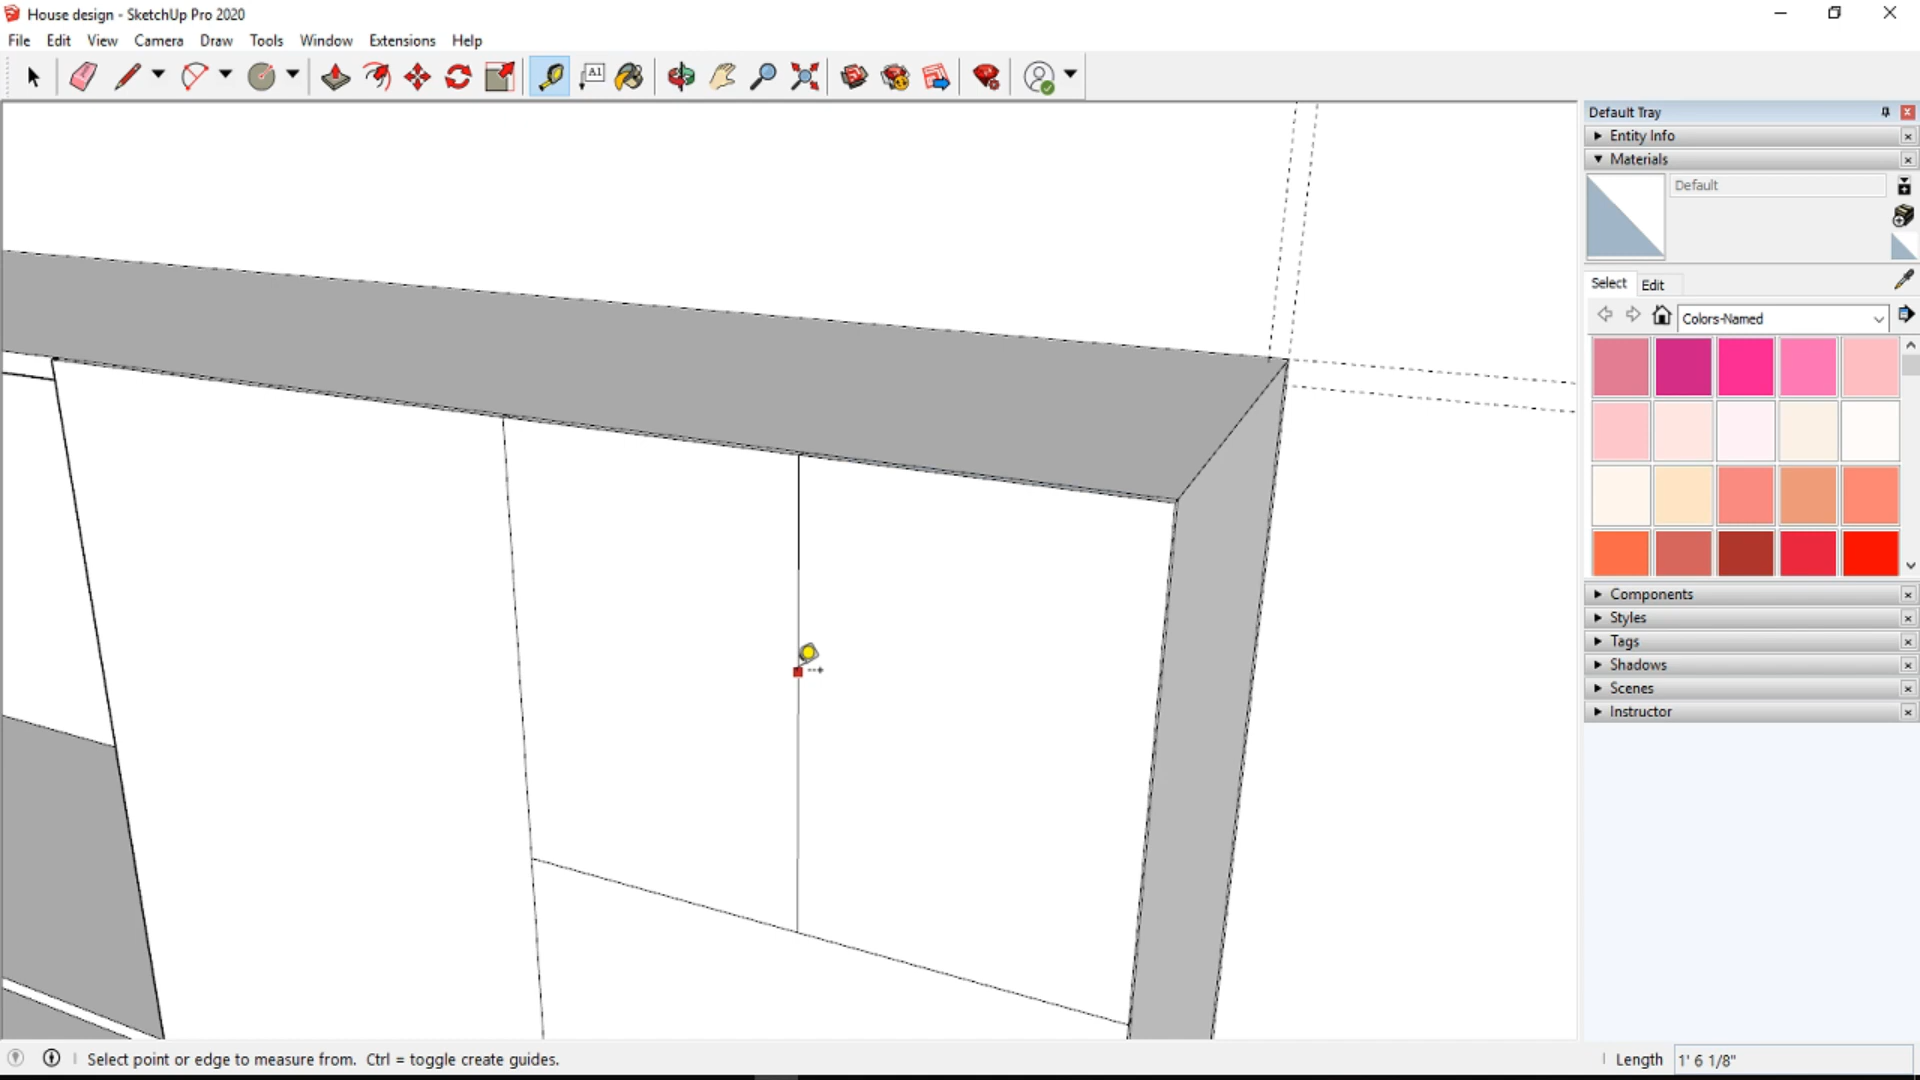 House design - SketchUp Pro 2020
File Edit View Camera Draw Tools Window Extensions Help
A1
Default Tray
Entity Info
Materials
Default
Select Edit
Colors-Named
Components
Styles
Tags
Shadows
Scenes
Instructor
Select point or edge to measure from. Ctrl = toggle create guides.
Length 1' 6 1/8"